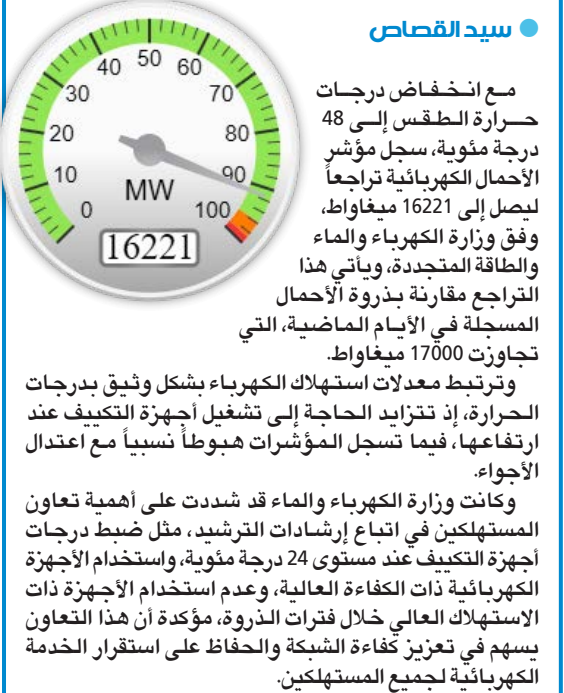 سيد القصاص
0
10
20
30
40
50
60
70
80
90
100
MW
16221
مع انخفاض درجات
حرارة الطقس إلى 48
درجة مئوية، سجل مؤشر
الأحمال الكهربائية تراجعاً
ليصل إلى 16221 ميغاواط،
وفق وزارة الكهرباء والماء
والطاقة المتجددة، ويأتي هذا
التراجع مقارنة بذروة الأحمال
المسجلة في الأيام الماضية، التي
تجاوزت 17000 ميغاواط.
وترتبط معدلات استهلاك الكهرباء بشكل وثيق بدرجات
الحرارة، إذ تتزايد الحاجة إلى تشغيل أجهزة التكييف عند
ارتفاعها، فيما تسجل المؤشرات هبوطاً نسبياً مع اعتدال
الأجواء.
وكانت وزارة الكهرباء والماء قد شددت على أهمية تعاون
المستهلكين في اتباع إرشادات الترشيد، مثل ضبط درجات
أجهزة التكييف عند مستوى 24 درجة مئوية، واستخدام الأجهزة
الكهربائية ذات الكفاءة العالية، وعدم استخدام الأجهزة ذات
الاستهلاك العالي خلال فترات الذروة، مؤكدة أن هذا التعاون
يسهم في تعزيز كفاءة الشبكة والحفاظ على استقرار الخدمة
الكهربائية لجميع المستهلكين.